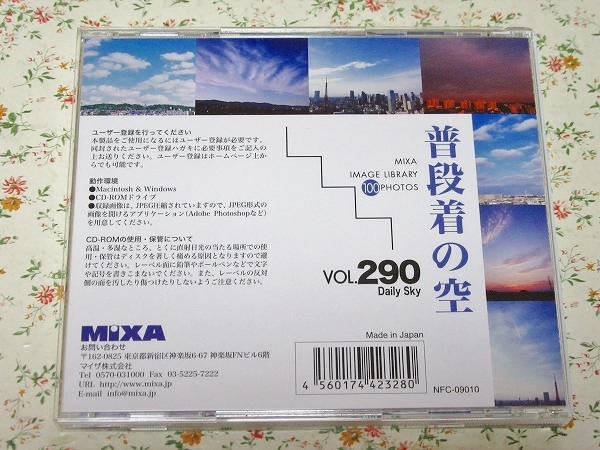 ユーザー登録を行ってください
本製品をご使用になるにはユーザー登録が必要です。
同封されたユーザー登録ハガキに必要事項をご記入の
上お送りください。ユーザー登録はホームページ上から
でも可能です。
動作環境
●Macintosh & Windows
●CD-ROMドライブ
●収録画像は、JPEG圧縮されていますので、JPEG形式の
画像を開けるアプリケーション(Adobe Photoshopなど)
を用意してください。
CD-ROMの使用・保管について
高温・多湿なところ、とくに直射日光の当たる場所での使
用・保管はディスクを著しく痛める原因となりますので避
けてください。レーベル面に鉛筆やボールペンなどで文字
や記号を書きこまないでください。また、レーベルの反対
側の面を汚したり傷つけたりしないようご注意ください。
MIXA
IMAGE LIBRARY
100 PHOTOS
VOL.290
Daily Sky
普段着の空
MIXA
お問い合わせ
〒162-0825 東京都新宿区神楽坂6-67 神楽坂FNビル6階
マイザ株式会社
Tel 0570-031000 Fax 03-5225-7222
URL http://www.mixa.jp
E-mail info@mixa.jp
Made in Japan
4 560174 423280
NFC-09010